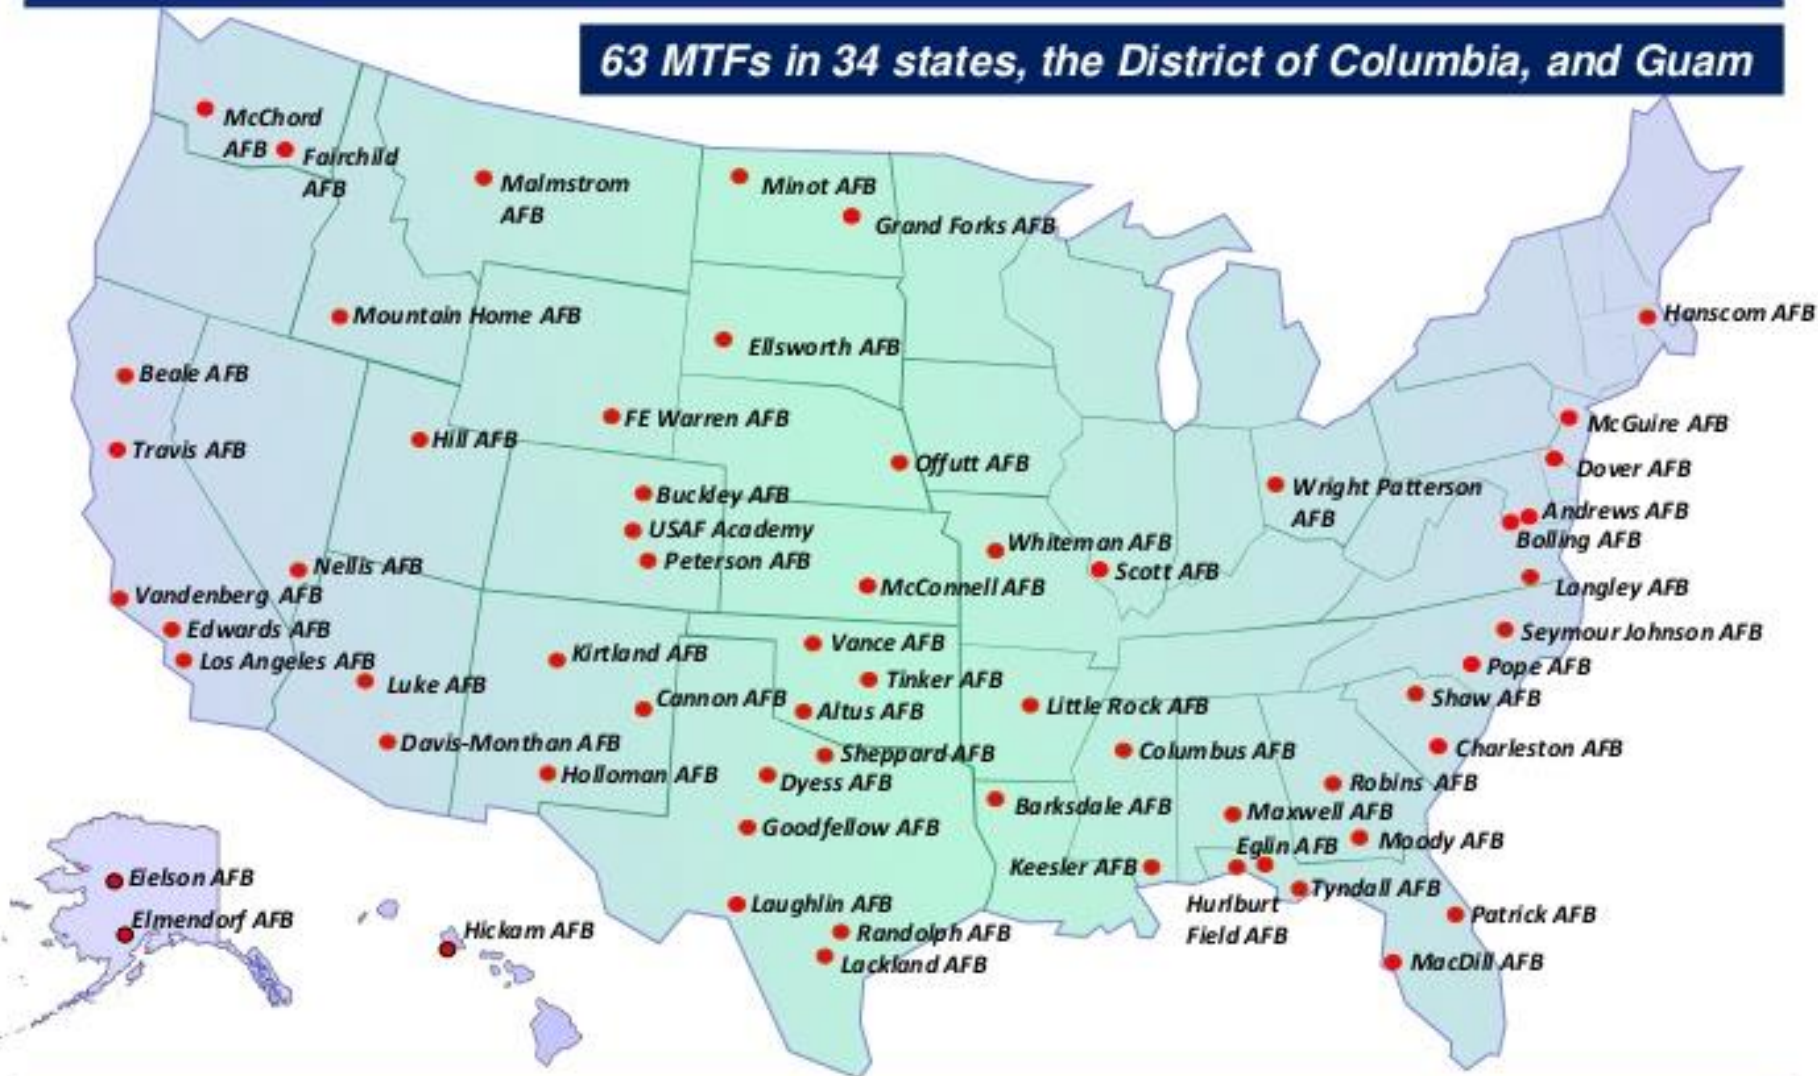 63 MTFs in 34 states, the District of Columbia, and Guam
McChord
AFB
Fairchild
AFB
Malmstrom
AFB
Minot AFB
Grand Forks AFB
Mountain Home AFB
Ellsworth AFB
Hanscom AFB
Beale AFB
FE Warren AFB
McGuire AFB
Hill AFB
Travis AFB
Offutt AFB
Dover AFB
Buckley AFB
Wright Patterson
AFB
USAF Academy
Andrews AFB
Bolling AFB
Whiteman AFB
Peterson AFB
Nellis AFB
Scott AFB
McConnell AFB
Langley AFB
Vandenberg AFB
Edwards AFB
Seymour Johnson AFB
Vance AFB
Kirtland AFB
Los Angeles AFB
Pope AFB
Luke AFB
Tinker AFB
Cannon AFB
Shaw AFB
Altus AFB
Little Rock AFB
Davis-Monthan AFB
Sheppard AFB
Columbus AFB
Charleston AFB
Holloman AFB
Dyess AFB
Robins AFB
Barksdale AFB
Maxwell AFB
Goodfellow AFB
Eglin AFB
Moody AFB
Keesler AFB
Eielson AFB
Tyndall AFB
Laughlin AFB
Hurlburt
Field AFB
Patrick AFB
Elmendorf AFB
Hickam AFB
Randolph AFB
Lackland AFB
MacDill AFB